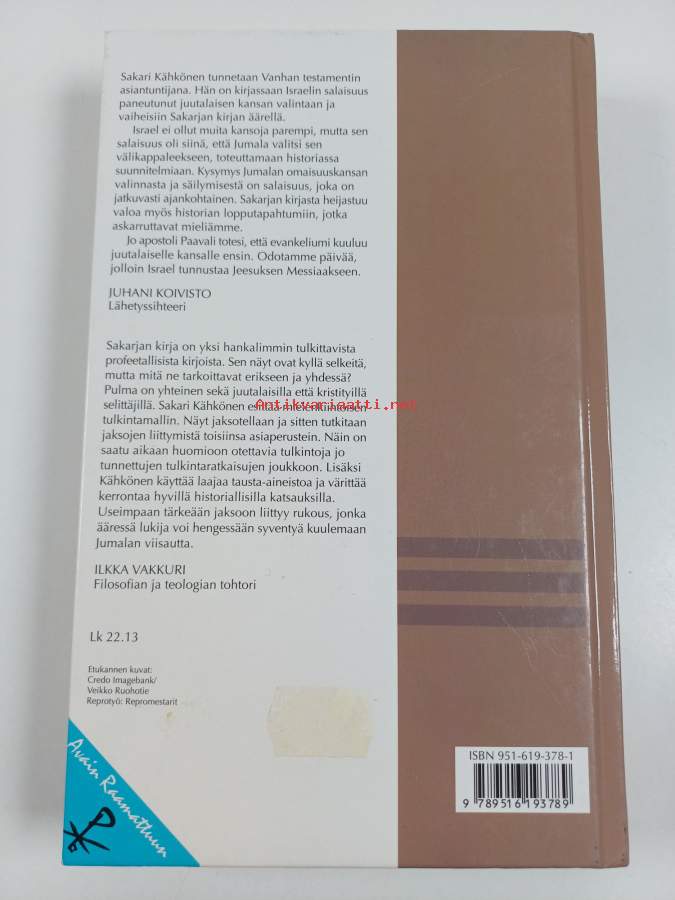 Sakari Kähkönen tunnetaan Vanhan testamentin
asiantuntijana. Hän on kirjassaan Israelin salaisuus
paneutunut juutalaisen kansan valintaan ja
vaiheisiin Sakarjan kirjan äärellä.
Israel ei ollut muita kansoja parempi, mutta sen
salaisuus oli siinä, että Jumala valitsi sen
välikappaleekseen, toteuttamaan historiassa
suunnitelmiaan. Kysymys Jumalan omaisuuskansan
valinnasta ja säilymisestä on salaisuus, joka on
jatkuvasti ajankohtainen. Sakarjan kirjasta heijastuu
valoa myös historian lopputapahtumiin, jotka
askarruttavat mieliämme.
Jo apostoli Paavali totesi, että evankeliumi kuuluu
juutalaiselle kansalle ensin. Odotamme päivää,
jolloin Israel tunnustaa Jeesuksen Messiaakseen.
JUHANI KOIVISTO
Lähetyssihteeri
Sakarjan kirja on yksi hankalimmin tulkittavista
profeetallisista kirjoista. Sen näyt ovat kyllä selkeitä,
mutta mitä ne tarkoittavat erikseen ja yhdessä?
Pulma on yhteinen sekä juutalaisilla että kristityillä
selittäjillä. Sakari Kähkönen esittää mielenkiintoisen
Antikvariaatti.net
tulkintamallin. Näyt jaksotellaan ja sitten tutkitaan
jaksojen liittymistä toisiinsa asiaperustein. Näin on
saatu aikaan huomioon otettavia tulkintoja jo
tunnettujen tulkintaratkaisujen joukkoon. Lisäksi
Kähkönen käyttää laajaa tausta-aineistoa ja värittää
kerrontaa hyvillä historiallisilla katsauksilla.
Useimpaan tärkeään jaksoon liittyy rukous, jonka
ääressä lukija voi hengessään syventyä kuulemaan
Jumalan viisautta.
ILKKA VAKKURI
Filosofian ja teologian tohtori
Lk 22.13
Etukannen kuvat:
Credo Imagebank/
Veikko Ruohotie
Reprotyö: Repromestarit
Avain Raamattuun
ISBN 951-619-378-1
9 789516 193789